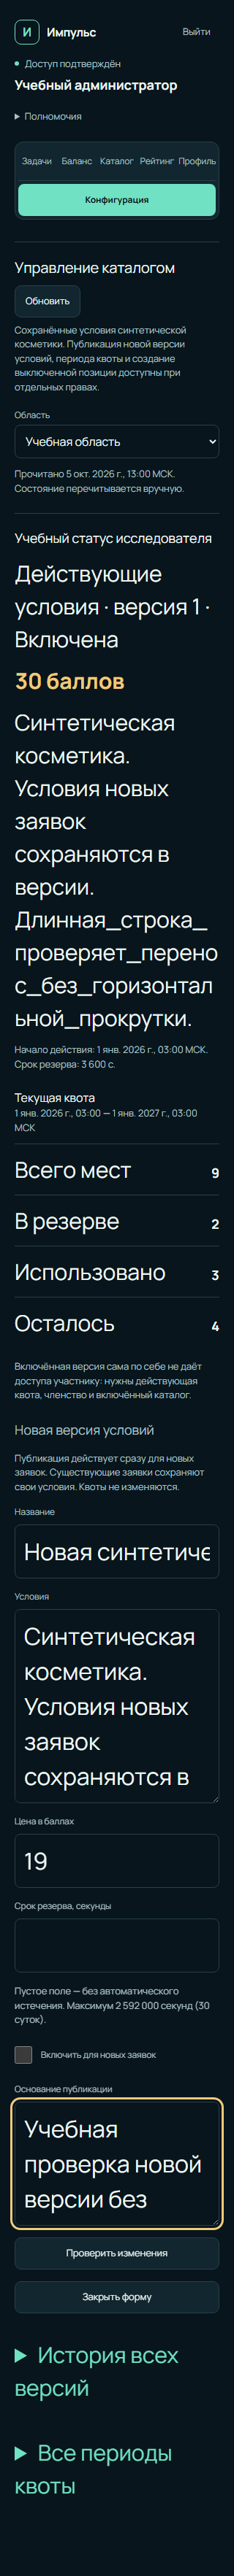 И Импульс Выйти
Доступ подтверждён
Учебный администратор
Полномочия
Задачи Баланс Каталог Рейтинг Профиль
Конфигурация
Управление каталогом
Обновить
Сохранённые условия синтетической
косметики. Публикация новой версии
условий, периода квоты и создание
выключенной позиции доступны при
отдельных правах.
Область
Учебная область
Прочитано 5 окт. 2026 г., 13:00 МСК.
Состояние перечитывается вручную.
Учебный статус исследователя
Действующие
условия · версия 1 ·
Включена
30 баллов
Синтетическая
косметика.
Условия новых
заявок
сохраняются в
версии.
Длинная_строка_
проверяет_перено
с_без_горизонтал
ьной_прокрутки.
Начало действия: 1 янв. 2026 г., 03:00 МСК.
Срок резерва: 3 600 с.
Текущая квота
1 янв. 2026 г., 03:00 — 1 янв. 2027 г., 03:00
МСК
Всего мест 9
В резерве 2
Использовано 3
Осталось 4
Включённая версия сама по себе не даёт
доступа участнику: нужны действующая
квота, членство и включённый каталог.
Новая версия условий
Публикация действует сразу для новых
заявок. Существующие заявки сохраняют
свои условия. Квоты не изменяются.
Название
Новая синтетиче
Условия
Синтетическая
косметика.
Условия новых
заявок
сохраняются в
Цена в баллах
19
Срок резерва, секунды
Пустое поле — без автоматического
истечения. Максимум 2 592 000 секунд (30
суток).
Включить для новых заявок
Основание публикации
Учебная
проверка новой
версии без
Проверить изменения
Закрыть форму
История всех
версий
Все периоды
квоты